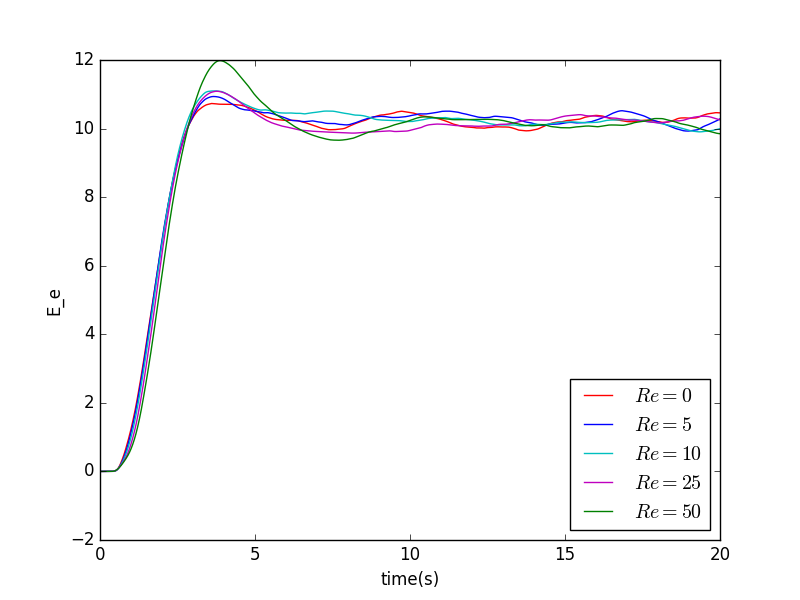 12
10
8
6
4
2
0
−2
E_e
0 5 10 15 20
time(s)
Re = 0
Re = 5
Re = 10
Re = 25
Re = 50